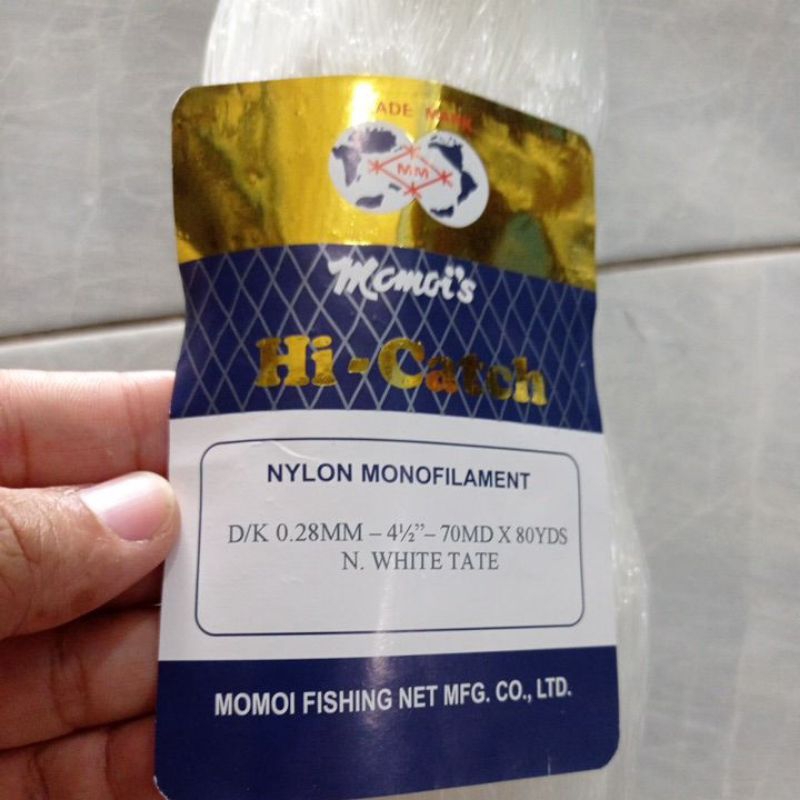 TRADE MARK
MM
Momoi's
Hi-Catch
NYLON MONOFILAMENT
D/K 0.28MM – 4½”– 70MD X 80YDS
N. WHITE TATE
MOMOI FISHING NET MFG. CO., LTD.